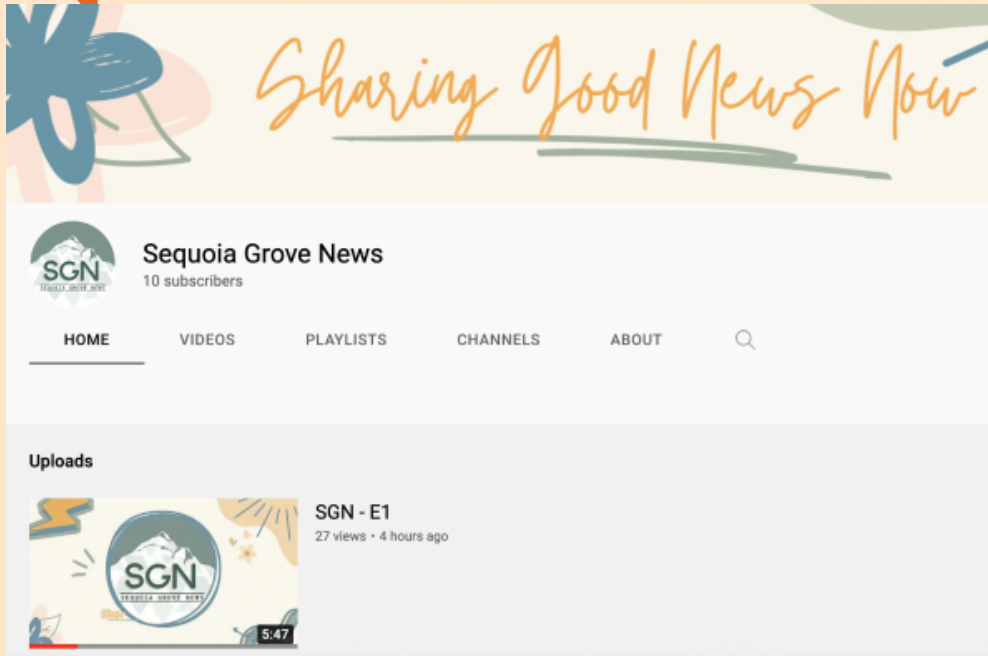 Sharing Good News Now
SGN
SEQUOIA GROVE NEWS
Sequoia Grove News
10 subscribers
HOME VIDEOS PLAYLISTS CHANNELS ABOUT
Uploads
SGN
SEQUOIA GROVE NEWS
5:47
SGN - E1
27 views • 4 hours ago